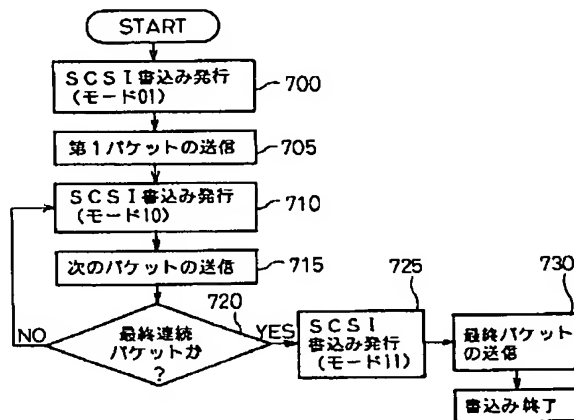 START
SCSI書込み発行
(モード01)
700
第1パケットの送信
705
SCSI書込み発行
(モード10)
710
次のパケットの送信
715
最終連続
パケットか
?
720
NO
YES
SCSI
書込み発行
(モード11)
725
最終パケット
の送信
730
書込み終了